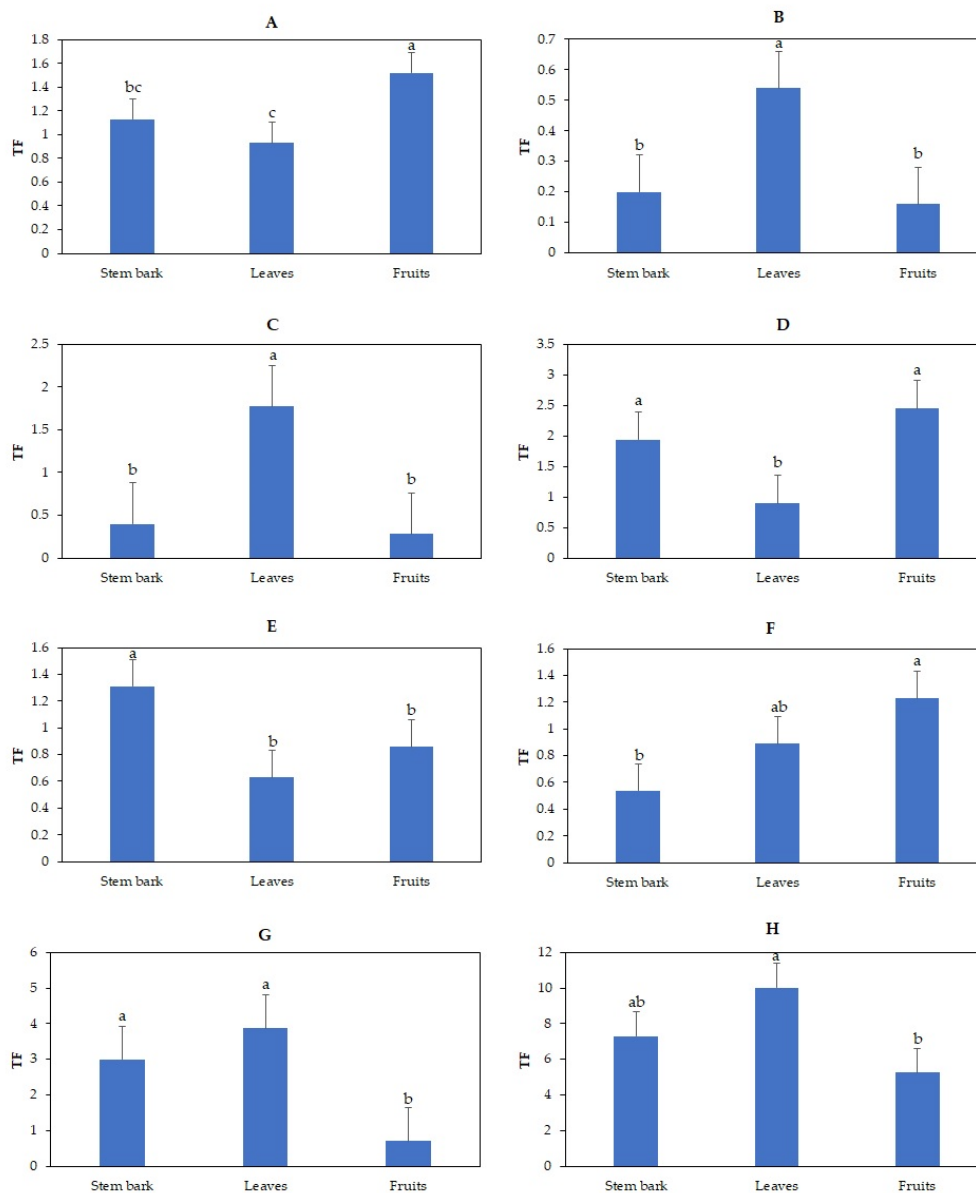 A
TF
1.8
1.6
1.4
1.2
1
0.8
0.6
0.4
0.2
0
bc
c
a
Stem bark Leaves Fruits
B
TF
0.7
0.6
0.5
0.4
0.3
0.2
0.1
0
b
a
b
Stem bark Leaves Fruits
C
TF
2.5
2
1.5
1
0.5
0
b
a
b
Stem bark Leaves Fruits
D
TF
3.5
3
2.5
2
1.5
1
0.5
0
a
b
a
Stem bark Leaves Fruits
E
TF
1.6
1.4
1.2
1
0.8
0.6
0.4
0.2
0
a
b
b
Stem bark Leaves Fruits
F
TF
1.6
1.4
1.2
1
0.8
0.6
0.4
0.2
0
b
ab
a
Stem bark Leaves Fruits
G
TF
6
5
4
3
2
1
0
a
a
b
Stem bark Leaves Fruits
H
TF
12
10
8
6
4
2
0
ab
a
b
Stem bark Leaves Fruits